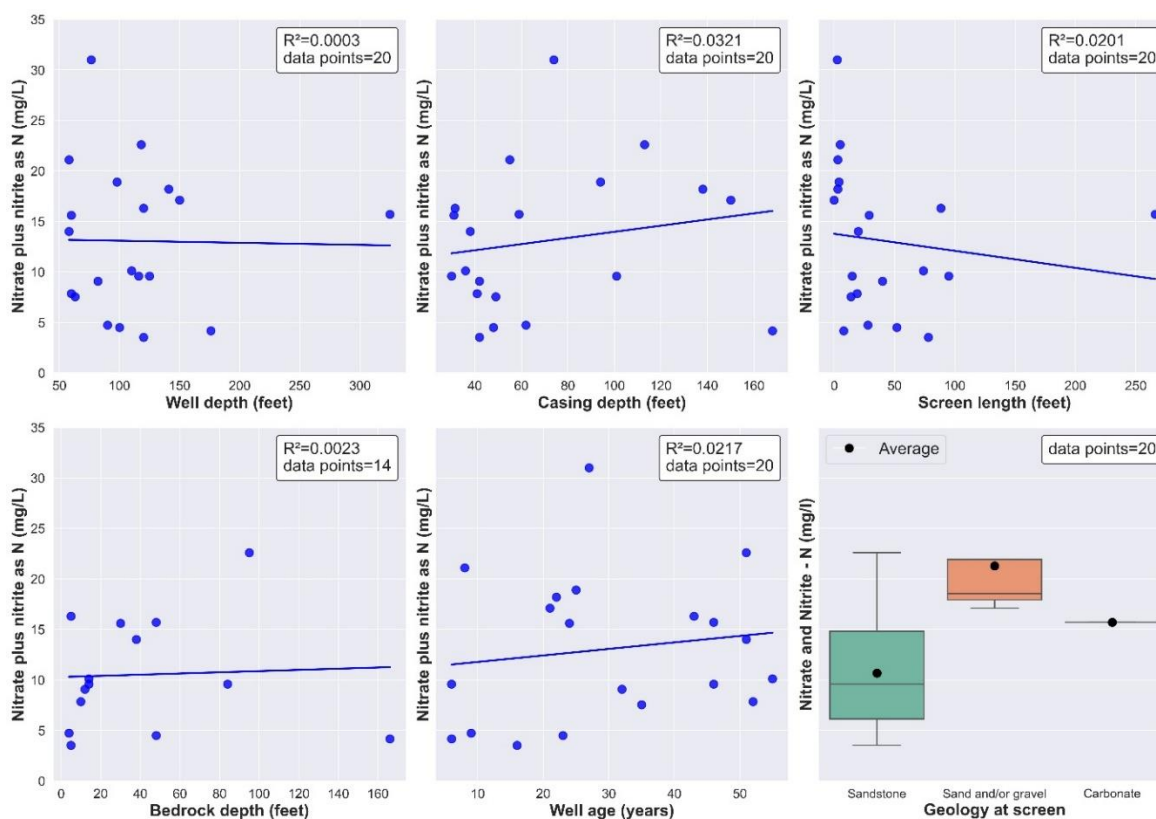 Nitrate plus nitrite as N (mg/L)
35
30
25
20
15
10
5
0
R²=0.0003
data points=20
50 100 150 200 250 300
Well depth (feet)
Nitrate plus nitrite as N (mg/L)
R²=0.0321
data points=20
40 60 80 100 120 140 160
Casing depth (feet)
Nitrate plus nitrite as N (mg/L)
R²=0.0201
data points=20
0 50 100 150 200 250
Screen length (feet)
Nitrate plus nitrite as N (mg/L)
35
30
25
20
15
10
5
0
R²=0.0023
data points=14
0 20 40 60 80 100 120 140 160
Bedrock depth (feet)
Nitrate plus nitrite as N (mg/L)
R²=0.0217
data points=20
10 20 30 40 50
Well age (years)
Nitrate and Nitrite - N (mg/l)
Average
data points=20
Sandstone Sand and/or gravel Carbonate
Geology at screen